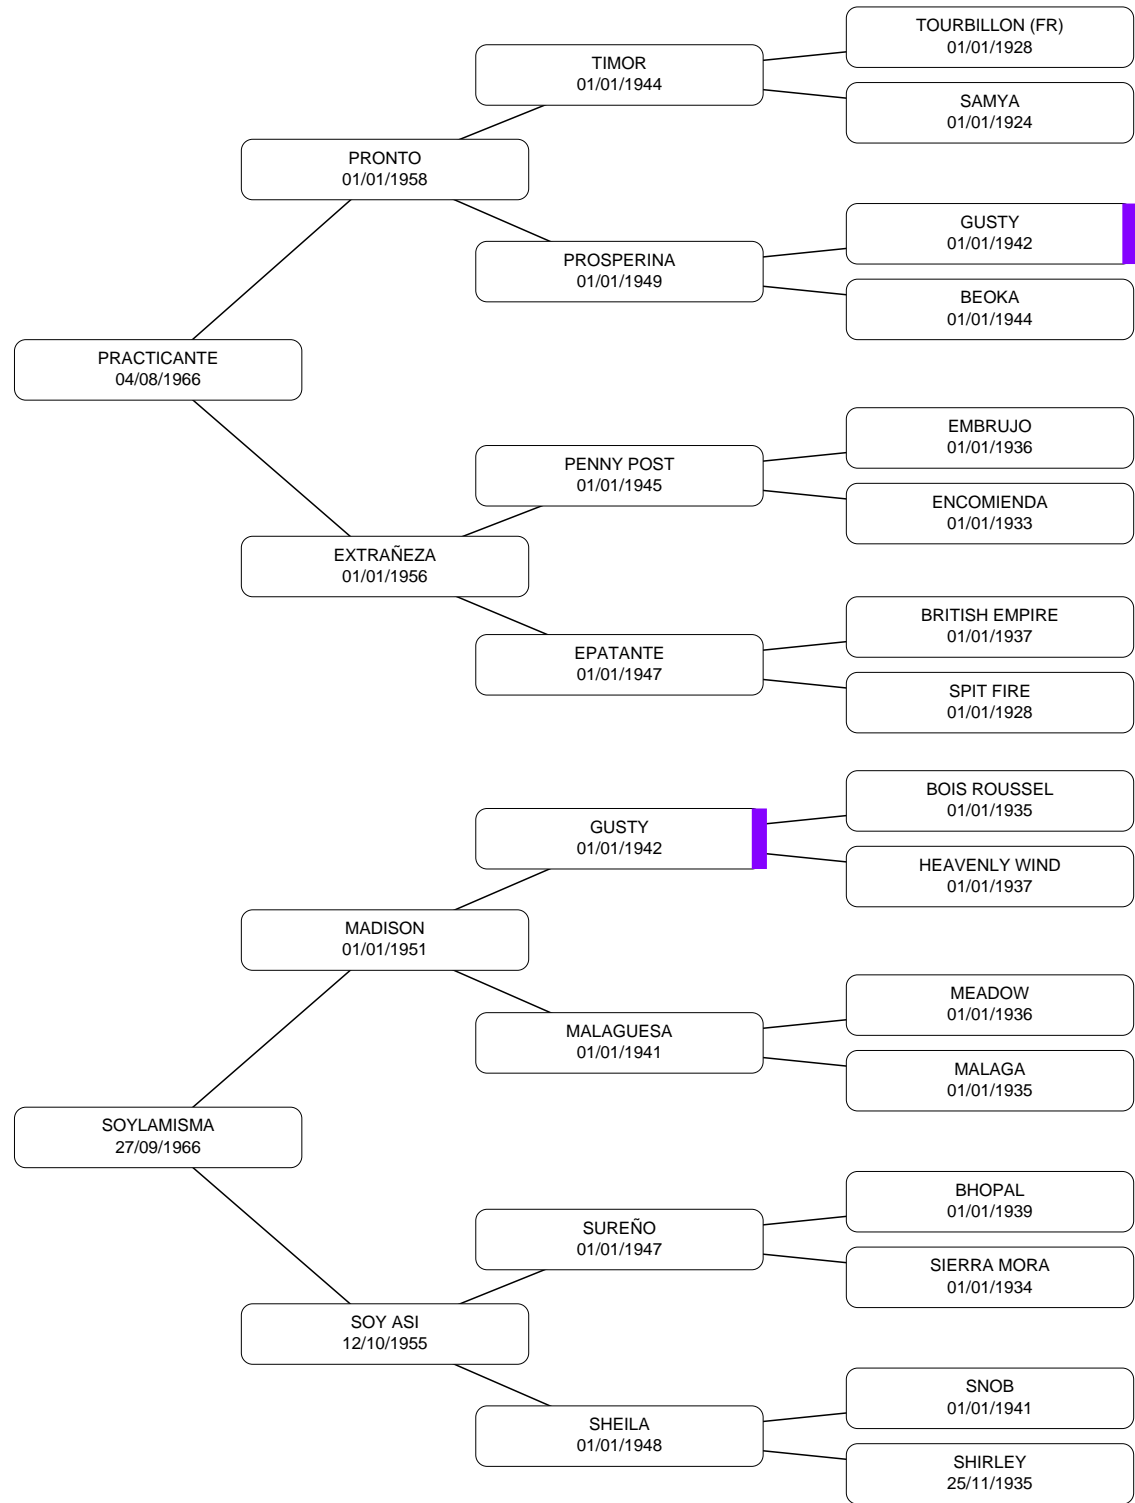 TOURBILLON (FR)
01/01/1928
TIMOR
01/01/1944
SAMYA
01/01/1924
PRONTO
01/01/1958
GUSTY
01/01/1942
PROSPERINA
01/01/1949
BEOKA
01/01/1944
PRACTICANTE
04/08/1966
EMBRUJO
01/01/1936
PENNY POST
01/01/1945
ENCOMIENDA
01/01/1933
EXTRAÑEZA
01/01/1956
BRITISH EMPIRE
01/01/1937
EPATANTE
01/01/1947
SPIT FIRE
01/01/1928
BOIS ROUSSEL
01/01/1935
GUSTY
01/01/1942
HEAVENLY WIND
01/01/1937
MADISON
01/01/1951
MEADOW
01/01/1936
MALAGUESA
01/01/1941
MALAGA
01/01/1935
SOYLAMISMA
27/09/1966
BHOPAL
01/01/1939
SUREÑO
01/01/1947
SIERRA MORA
01/01/1934
SOY ASI
12/10/1955
SNOB
01/01/1941
SHEILA
01/01/1948
SHIRLEY
25/11/1935